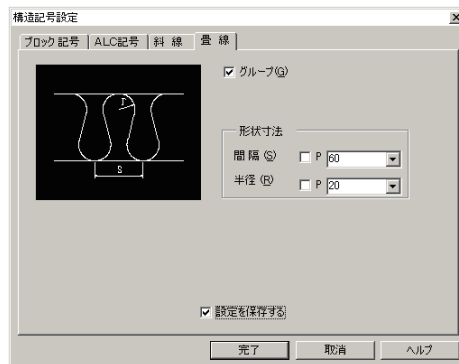 構造記号設定
ブロック記号 ALC記号 斜線 畳線
グループ(G)
r
S
形状寸法
間隔(S) P 60
半径(R) P 20
設定を保存する
完了 取消 ヘルプ